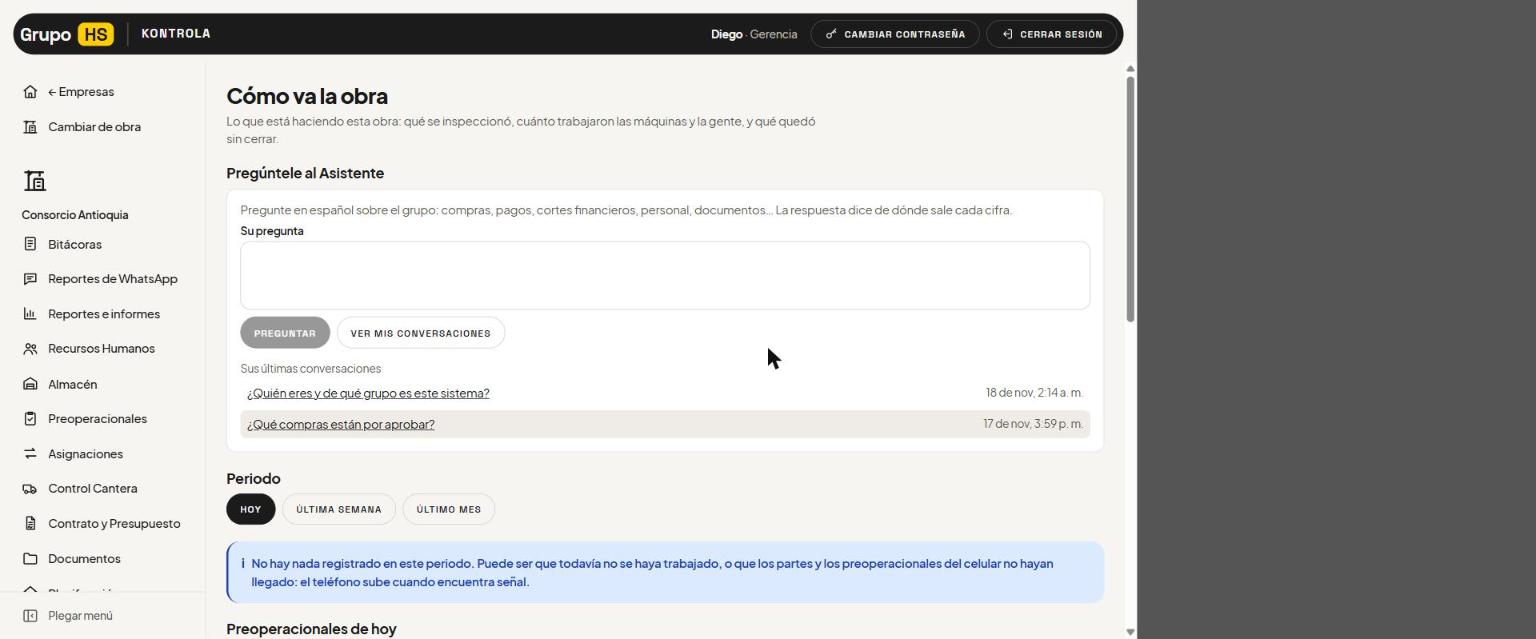 Grupo HS KONTROLA
Diego · Gerencia
CAMBIAR CONTRASEÑA
CERRAR SESIÓN
← Empresas
Cambiar de obra
Consorcio Antioquia
Bitácoras
Reportes de WhatsApp
Reportes e informes
Recursos Humanos
Almacén
Preoperacionales
Asignaciones
Control Cantera
Contrato y Presupuesto
Documentos
Plegar menú
Cómo va la obra
Lo que está haciendo esta obra: qué se inspeccionó, cuánto trabajaron las máquinas y la gente, y qué quedó
sin cerrar.
Pregúntele al Asistente
Pregunte en español sobre el grupo: compras, pagos, cortes financieros, personal, documentos... La respuesta dice de dónde sale cada cifra.
Su pregunta
PREGUNTAR
VER MIS CONVERSACIONES
Sus últimas conversaciones
¿Quién eres y de qué grupo es este sistema? 18 de nov, 2:14 a. m.
¿Qué compras están por aprobar? 17 de nov, 3:59 p. m.
Periodo
HOY
ÚLTIMA SEMANA
ÚLTIMO MES
i No hay nada registrado en este periodo. Puede ser que todavía no se haya trabajado, o que los partes y los preoperacionales del celular no hayan
llegado: el teléfono sube cuando encuentra señal.
Preoperacionales de hoy